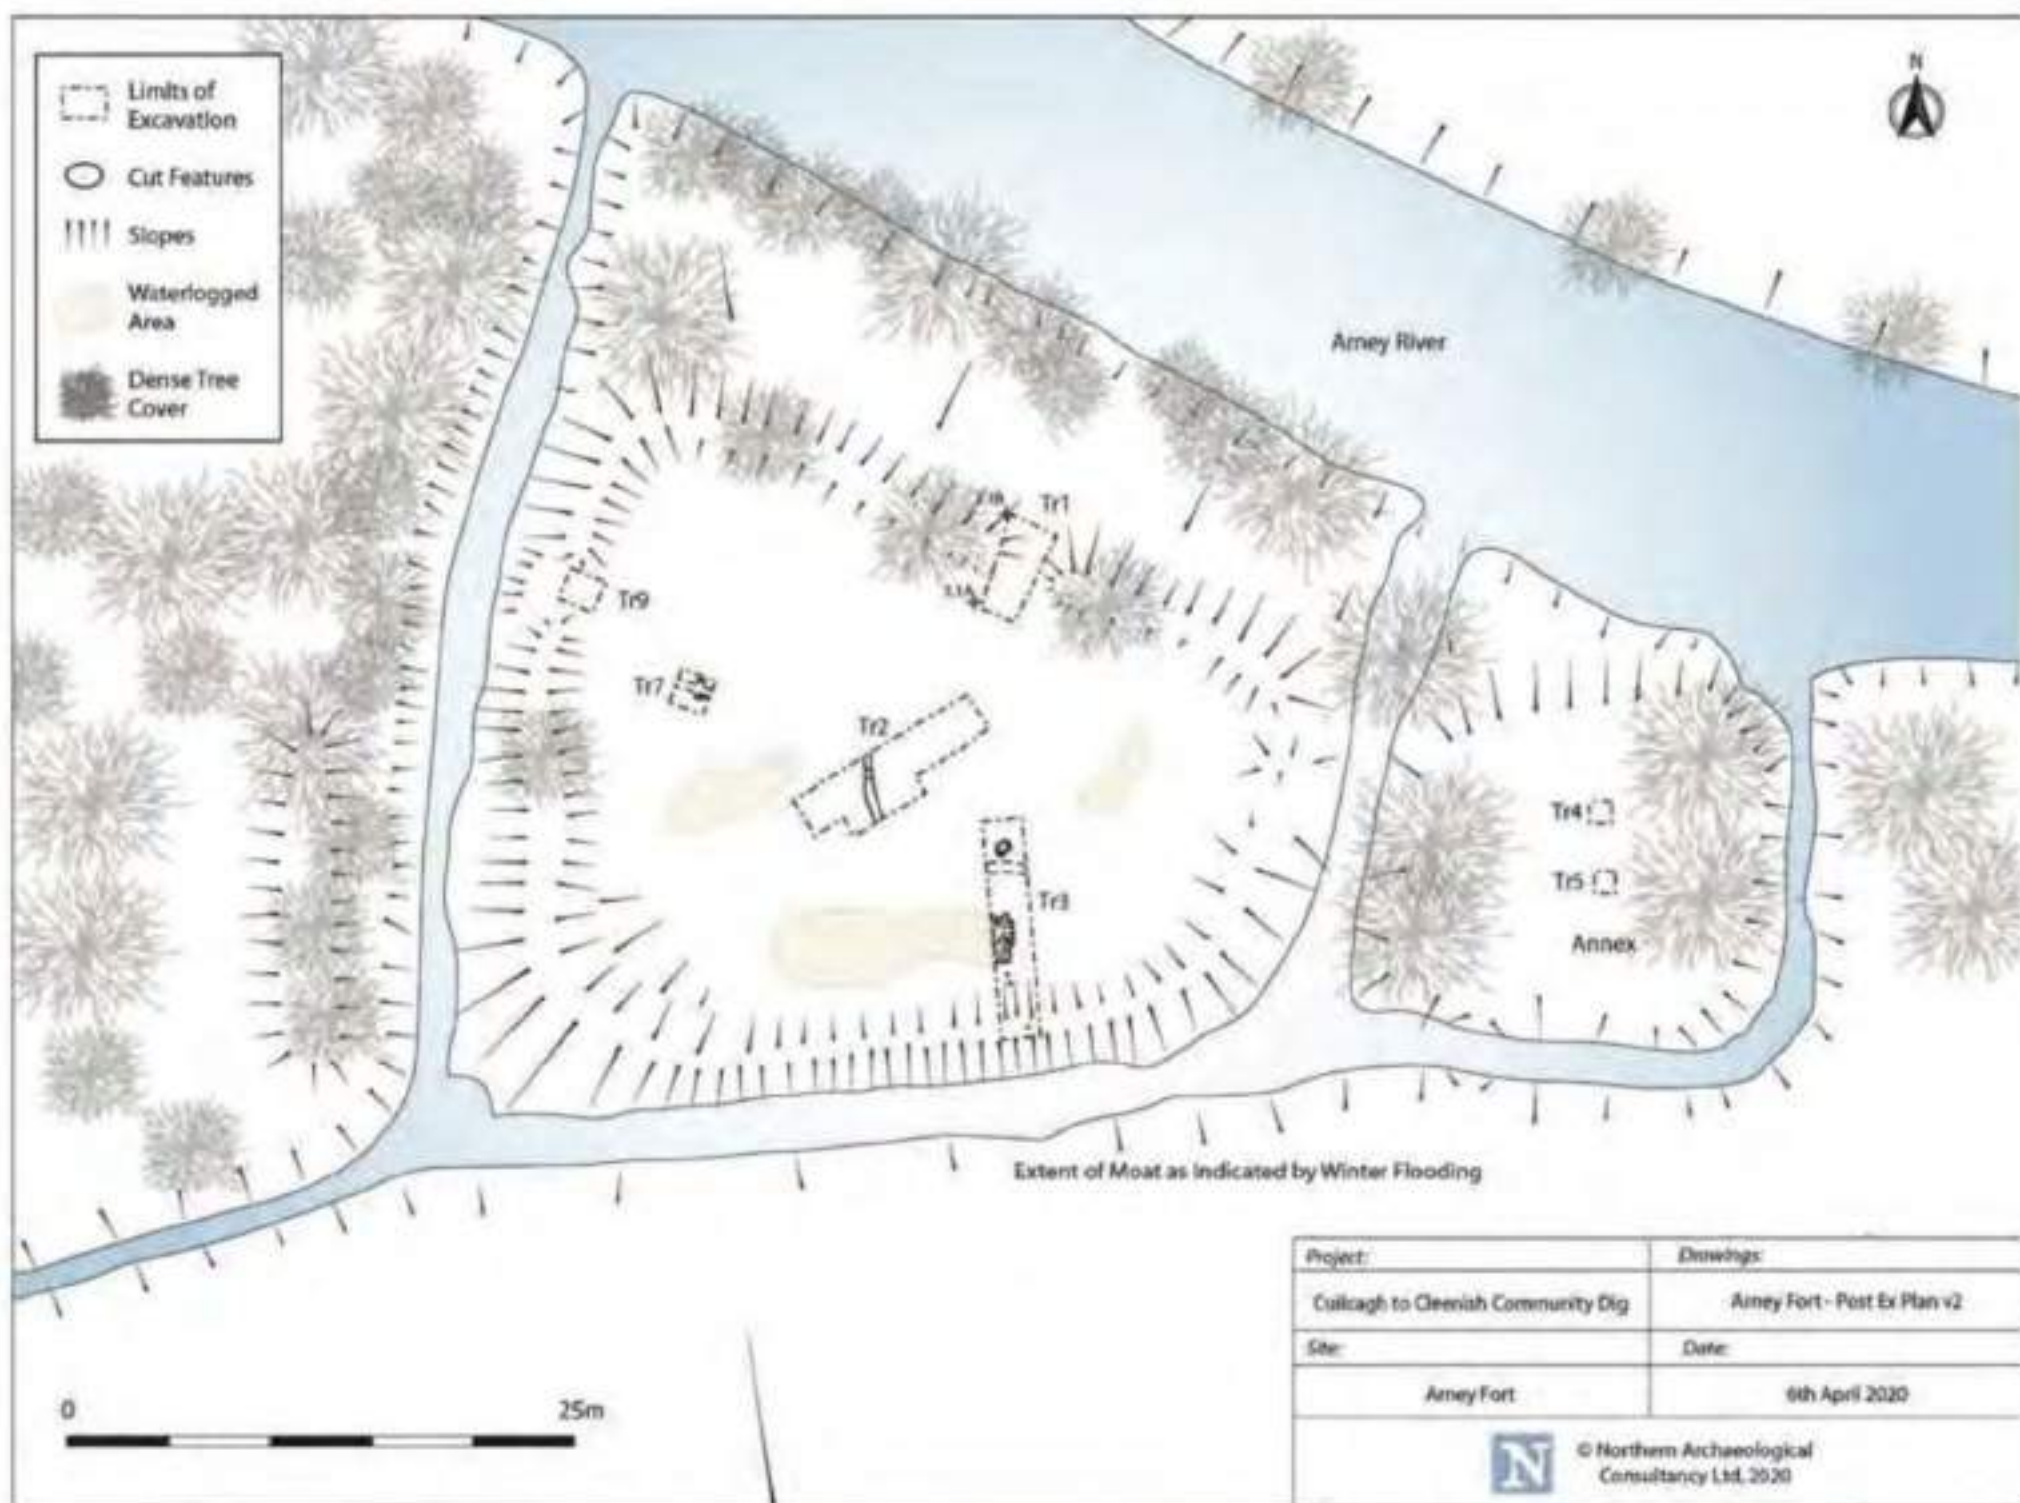 Limits of
Excavation
Cut Features
Slopes
Waterlogged
Area
Dense Tree
Cover
N
Arney River
Tr1
Tr9
Tr7
Tr2
Tr3
Tr4
Tr5
Annex
Extent of Moat as Indicated by Winter Flooding
0 25m
Project: Drawings:
Cuilcagh to Cleenish Community Dig Arney Fort - Post Ex Plan v2
Site: Date:
Arney Fort 6th April 2020
N
© Northern Archaeological
Consultancy Ltd, 2020